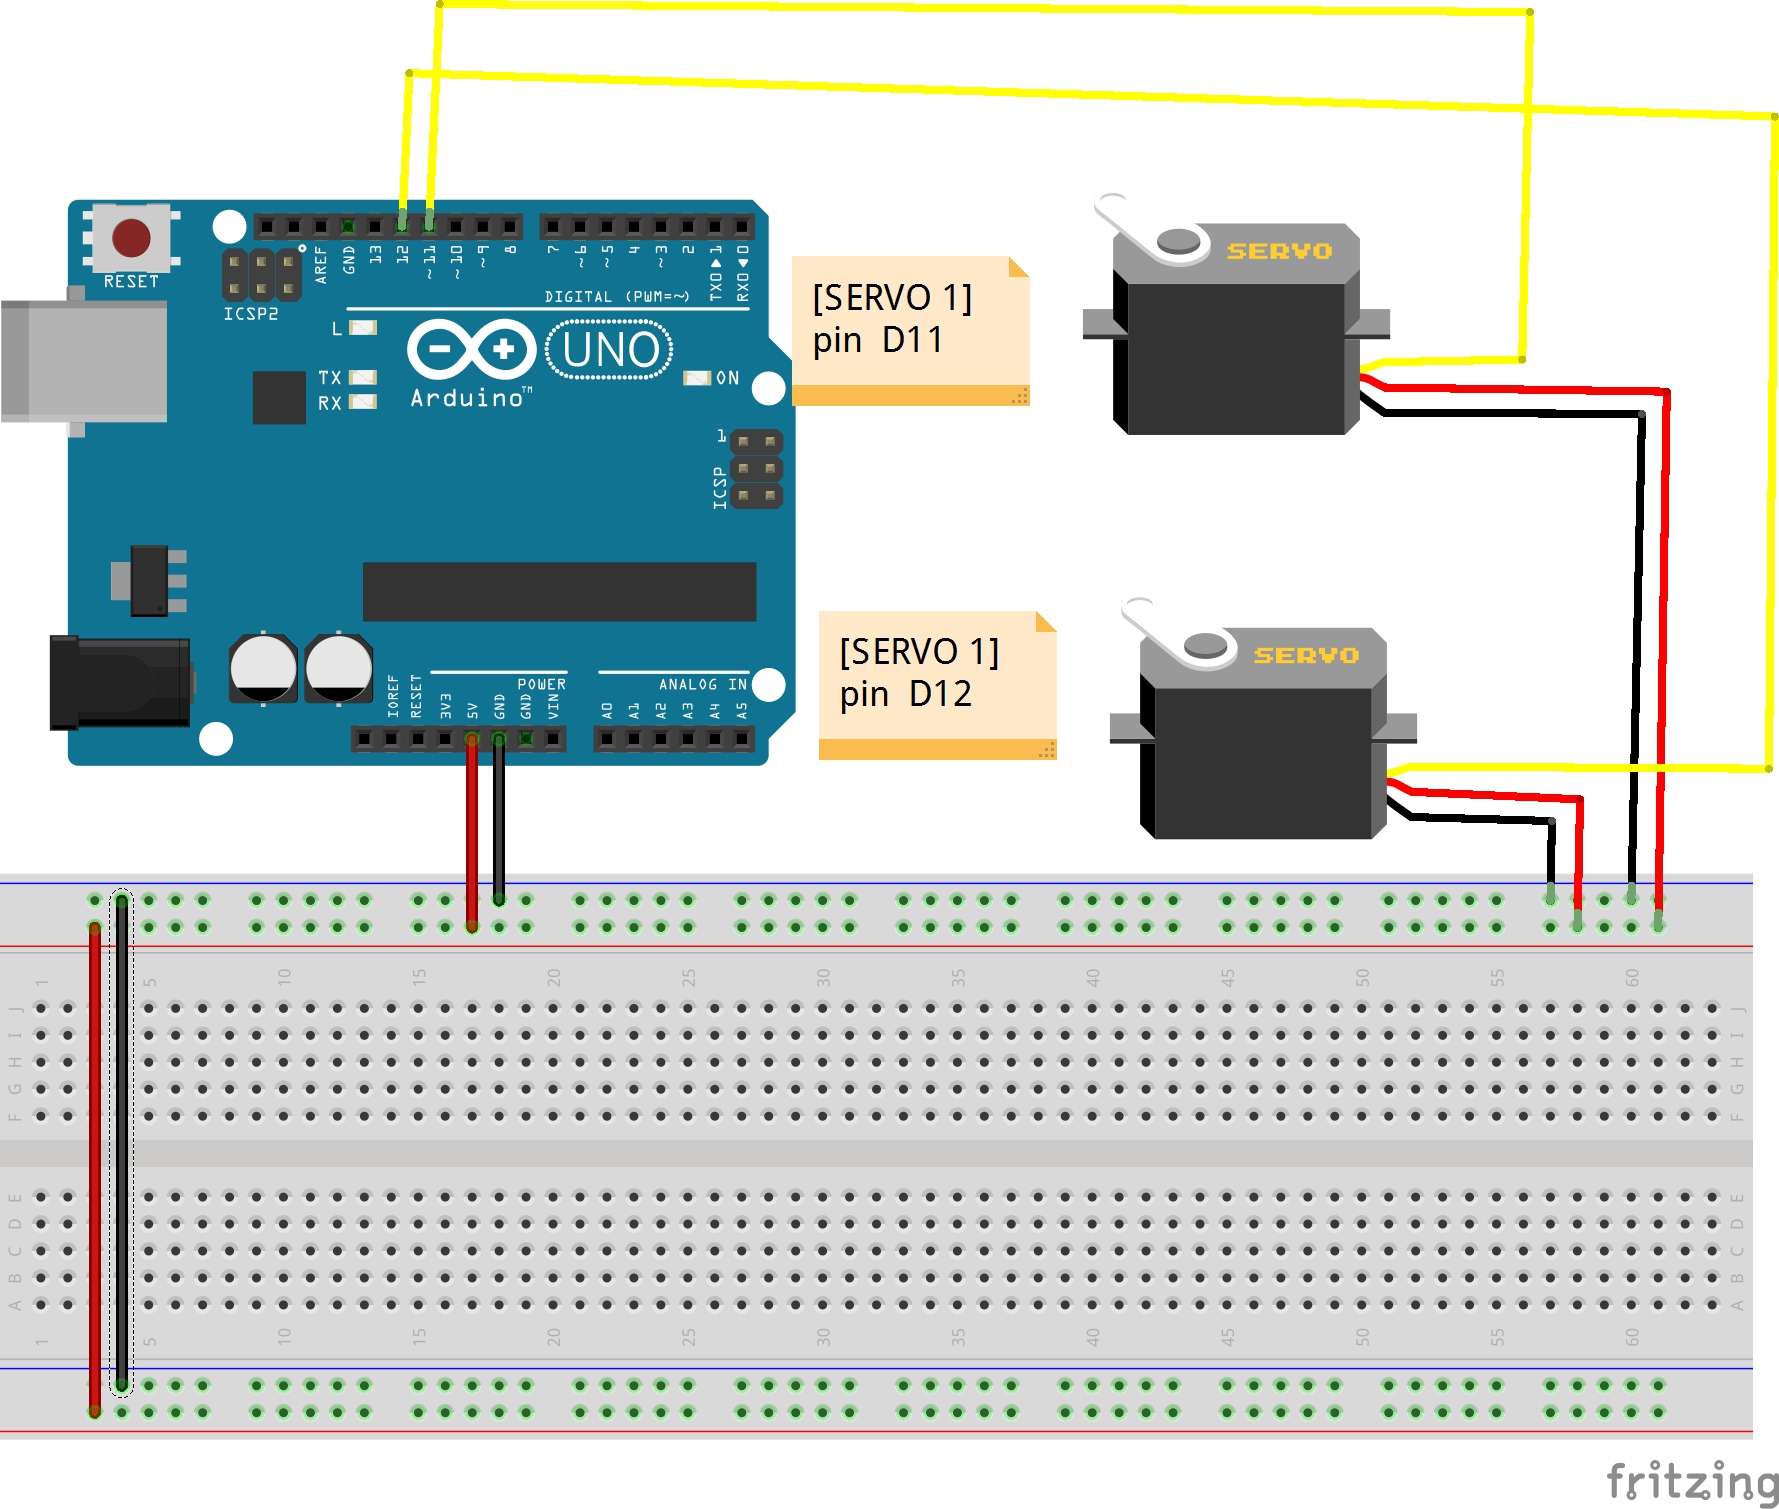 RESET
ICSP2
AREF
GND
13
12
~11
~10
~9
8
7
~6
~5
4
~3
2
TX0▶1
RX0◀0
DIGITAL (PWM=~)
L
TX
RX
UNO
Arduino™
ON
1
ICSP
[SERVO 1]
pin D11
SERVO
[SERVO 1]
pin D12
SERVO
POWER
ANALOG IN
IOREF
RESET
3V3
5V
GND
GND
VIN
A0
A1
A2
A3
A4
A5
1 5 10 15 20 25 30 35 40 45 50 55 60
J J
I I
H H
G G
F F
E E
D D
C C
B B
A A
1 5 10 15 20 25 30 35 40 45 50 55 60
fritzing